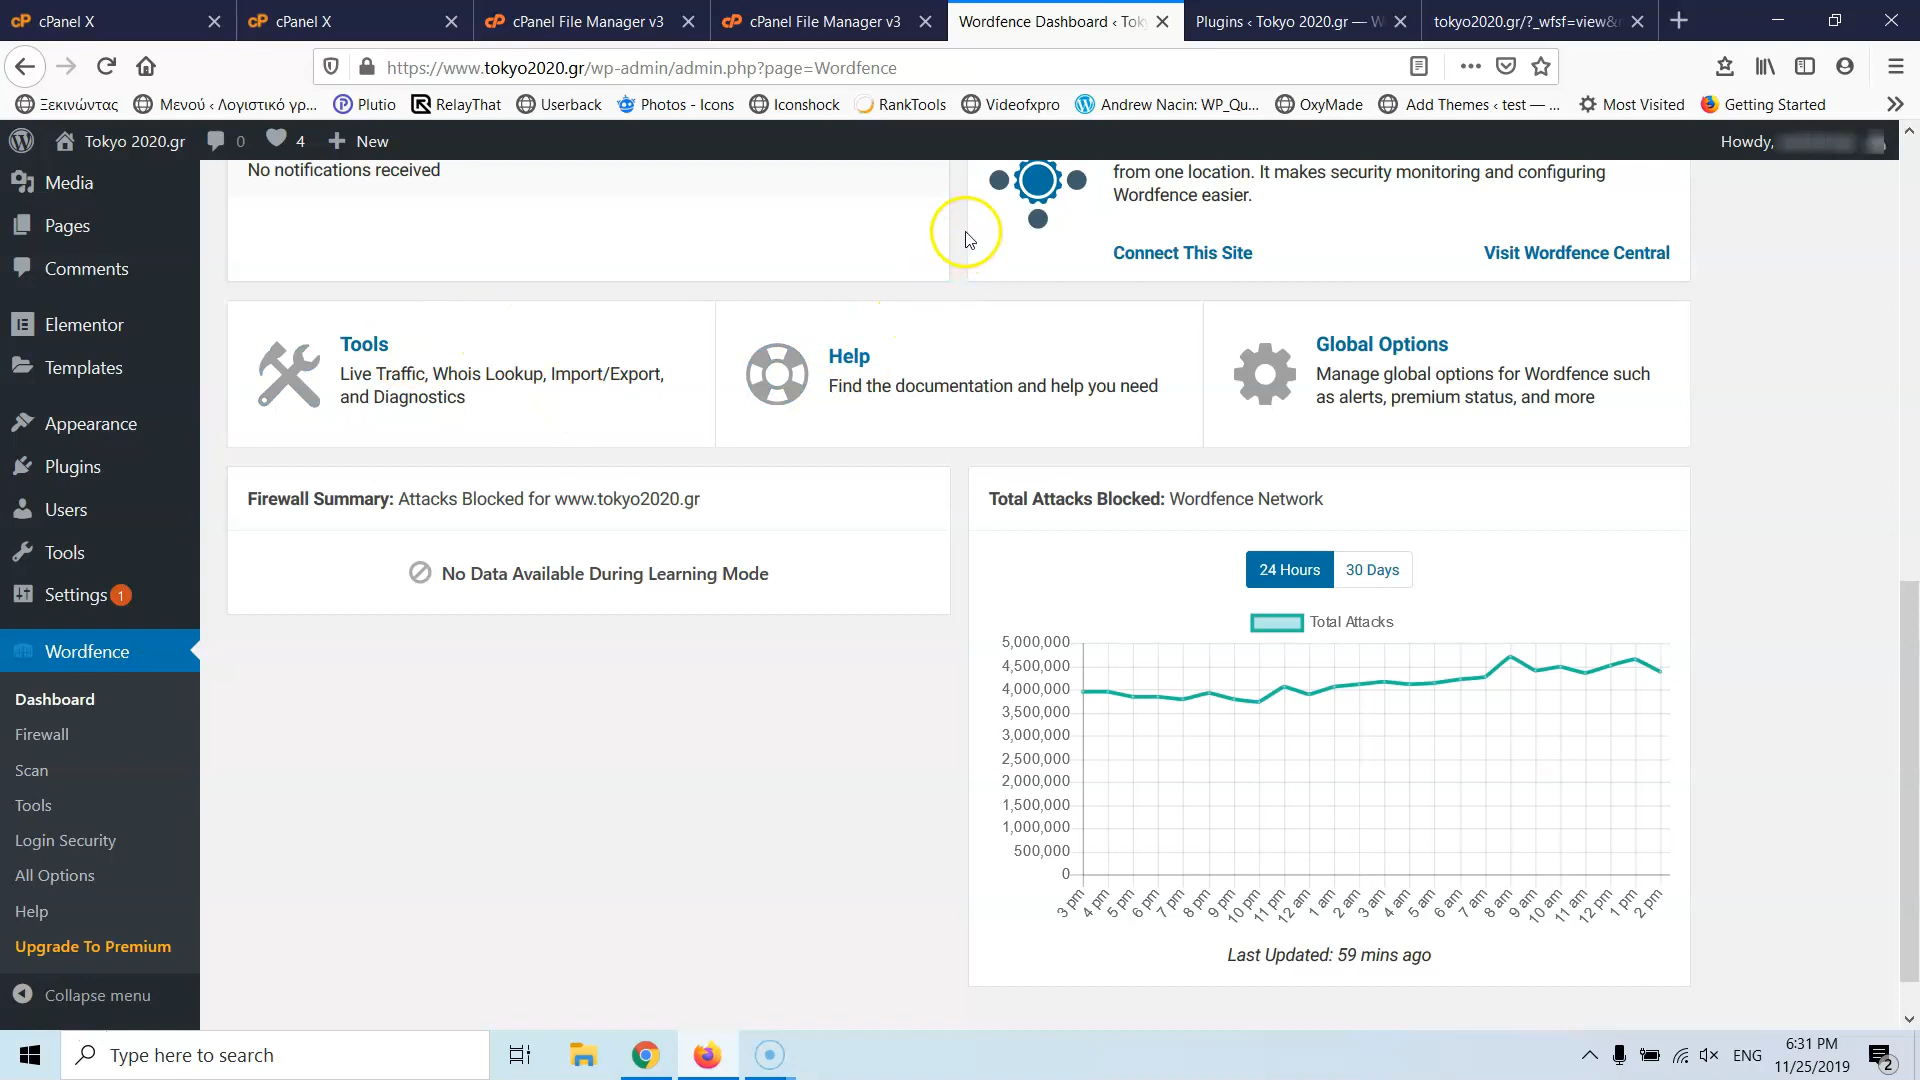 cPanel X
cPanel X
cPanel File Manager v3
cPanel File Manager v3
Wordfence Dashboard ‹ Tok
Plugins ‹ Tokyo 2020.gr — W
tokyo2020.gr/?_wfsf=view&
https://www.tokyo2020.gr/wp-admin/admin.php?page=Wordfence
Ξεκινώντας
Μενού ‹ Λογιστικό γρ...
Plutio
RelayThat
Userback
Photos - Icons
Iconshock
RankTools
Videofxpro
Andrew Nacin: WP_Qu...
OxyMade
Add Themes ‹ test — ...
Most Visited
Getting Started
Tokyo 2020.gr
0
4
New
Howdy,
Media
Pages
Comments
Elementor
Templates
Appearance
Plugins
Users
Tools
Settings 1
Wordfence
Dashboard
Firewall
Scan
Tools
Login Security
All Options
Help
Upgrade To Premium
Collapse menu
No notifications received
from one location. It makes security monitoring and configuring
Wordfence easier.
Connect This Site
Visit Wordfence Central
Tools
Live Traffic, Whois Lookup, Import/Export,
and Diagnostics
Help
Find the documentation and help you need
Global Options
Manage global options for Wordfence such
as alerts, premium status, and more
Firewall Summary: Attacks Blocked for www.tokyo2020.gr
No Data Available During Learning Mode
Total Attacks Blocked: Wordfence Network
24 Hours
30 Days
Total Attacks
5,000,000
4,500,000
4,000,000
3,500,000
3,000,000
2,500,000
2,000,000
1,500,000
1,000,000
500,000
0
3 pm
4 pm
5 pm
6 pm
7 pm
8 pm
9 pm
10 pm
11 pm
12 am
1 am
2 am
3 am
4 am
5 am
6 am
7 am
8 am
9 am
10 am
11 am
12 pm
1 pm
2 pm
Last Updated: 59 mins ago
Type here to search
ENG
6:31 PM
11/25/2019
2